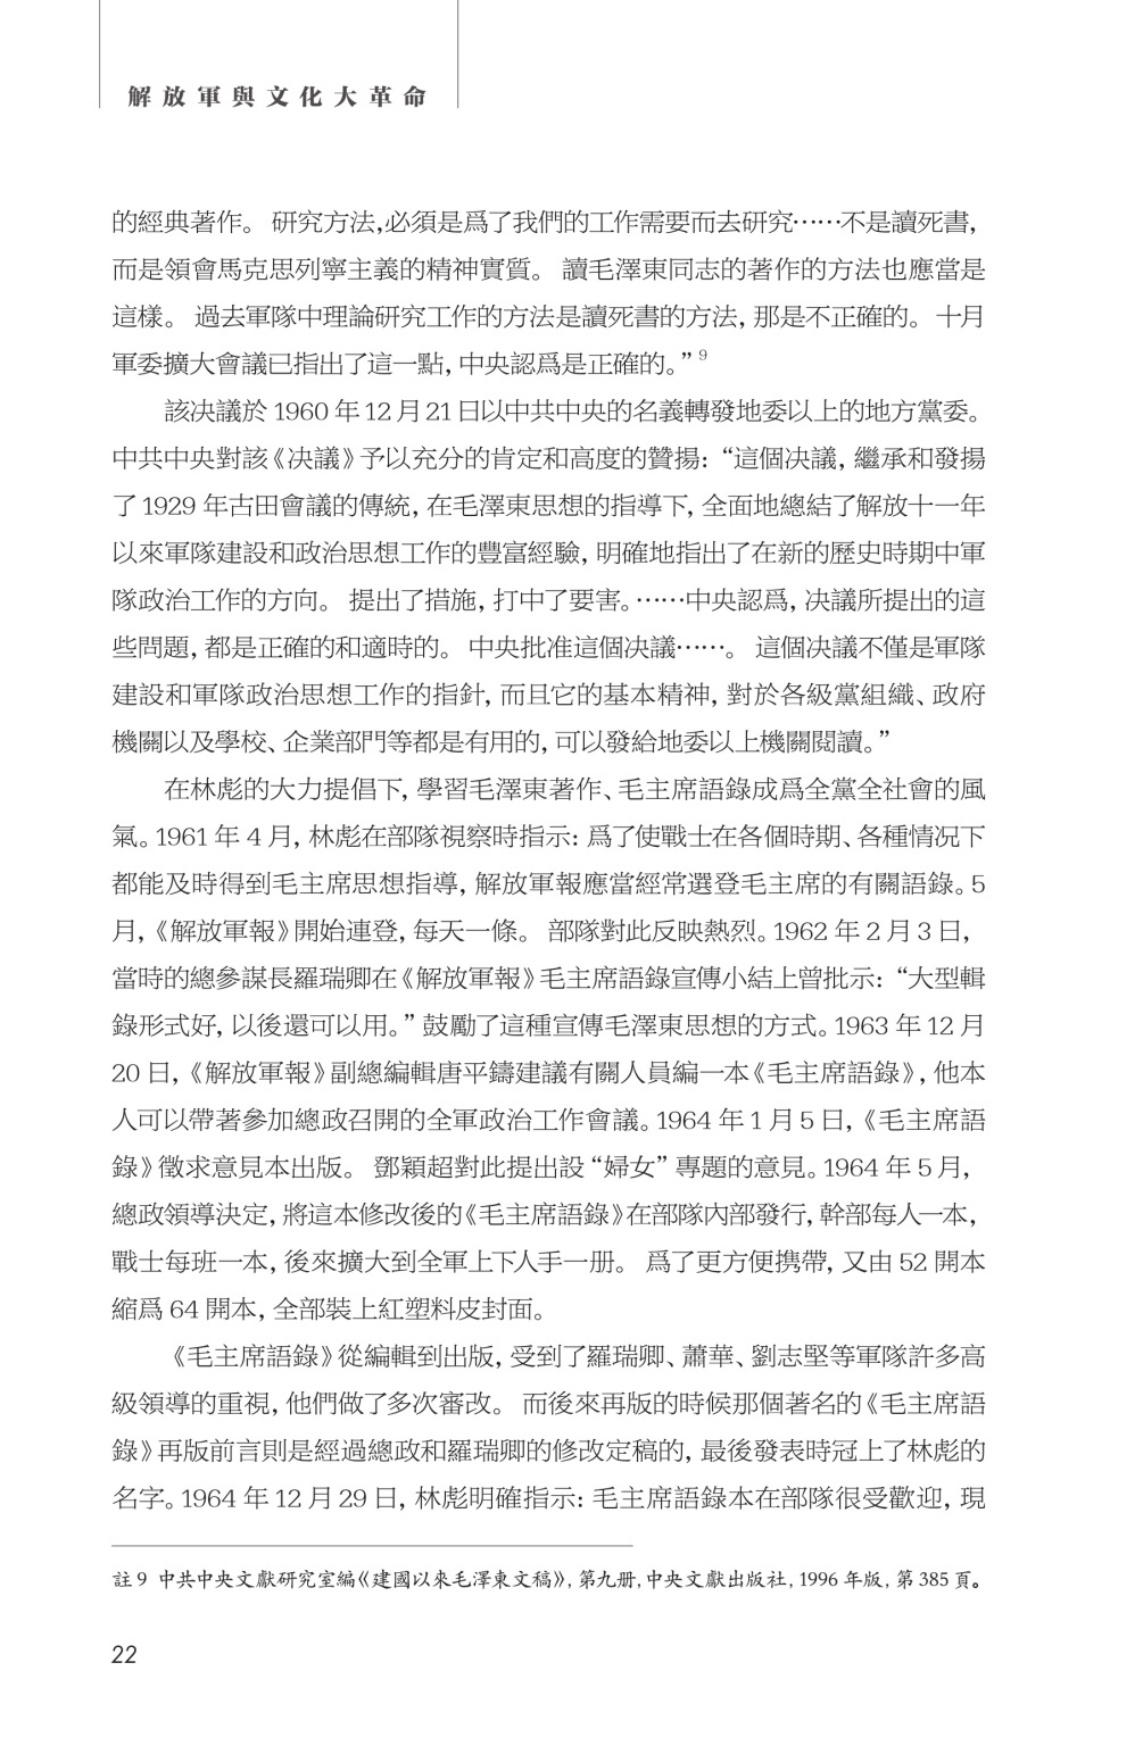 解放軍與文化大革命
的經典著作。 研究方法,必須是爲了我們的工作需要而去研究……不是讀死書,
而是領會馬克思列寧主義的精神實質。 讀毛澤東同志的著作的方法也應當是
這樣。 過去軍隊中理論研究工作的方法是讀死書的方法, 那是不正確的。 十月
軍委擴大會議已指出了這一點, 中央認爲是正確的。”9
該決議於 1960 年 12 月 21 日以中共中央的名義轉發地委以上的地方黨委。
中共中央對該《決議》予以充分的肯定和高度的贊揚: “這個決議, 繼承和發揚
了 1929 年古田會議的傳統, 在毛澤東思想的指導下, 全面地總結了解放十一年
以來軍隊建設和政治思想工作的豐富經驗, 明確地指出了在新的歷史時期中軍
隊政治工作的方向。 提出了措施, 打中了要害。……中央認爲, 決議所提出的這
些問題, 都是正確的和適時的。 中央批准這個決議……。 這個決議不僅是軍隊
建設和軍隊政治思想工作的指針, 而且它的基本精神, 對於各級黨組織、政府
機關以及學校、企業部門等都是有用的, 可以發給地委以上機關閱讀。”
在林彪的大力提倡下, 學習毛澤東著作、毛主席語錄成爲全黨全社會的風
氣。1961 年 4 月, 林彪在部隊視察時指示: 爲了使戰士在各個時期、各種情况下
都能及時得到毛主席思想指導, 解放軍報應當經常選登毛主席的有關語錄。5
月,《解放軍報》開始連登, 每天一條。 部隊對此反映熱烈。1962 年 2 月 3 日,
當時的總參謀長羅瑞卿在《解放軍報》毛主席語錄宣傳小結上曾批示: “大型輯
錄形式好, 以後還可以用。” 鼓勵了這種宣傳毛澤東思想的方式。1963 年 12 月
20 日,《解放軍報》副總編輯唐平鑄建議有關人員編一本《毛主席語錄》, 他本
人可以帶著參加總政召開的全軍政治工作會議。1964 年 1 月 5 日,《毛主席語
錄》徵求意見本出版。 鄧穎超對此提出設 “婦女” 專題的意見。1964 年 5 月,
總政領導決定, 將這本修改後的《毛主席語錄》在部隊內部發行, 幹部每人一本,
戰士每班一本, 後來擴大到全軍上下人手一册。 爲了更方便携帶, 又由 52 開本
縮爲 64 開本, 全部裝上紅塑料皮封面。
《毛主席語錄》從編輯到出版, 受到了羅瑞卿、蕭華、劉志堅等軍隊許多高
級領導的重視, 他們做了多次審改。 而後來再版的時候那個著名的《毛主席語
錄》再版前言則是經過總政和羅瑞卿的修改定稿的, 最後發表時冠上了林彪的
名字。1964 年 12 月 29 日, 林彪明確指示: 毛主席語錄本在部隊很受歡迎, 現
註 9 中共中央文獻研究室編《建國以來毛澤東文稿》, 第九册, 中央文獻出版社, 1996 年版, 第 385 頁。
22